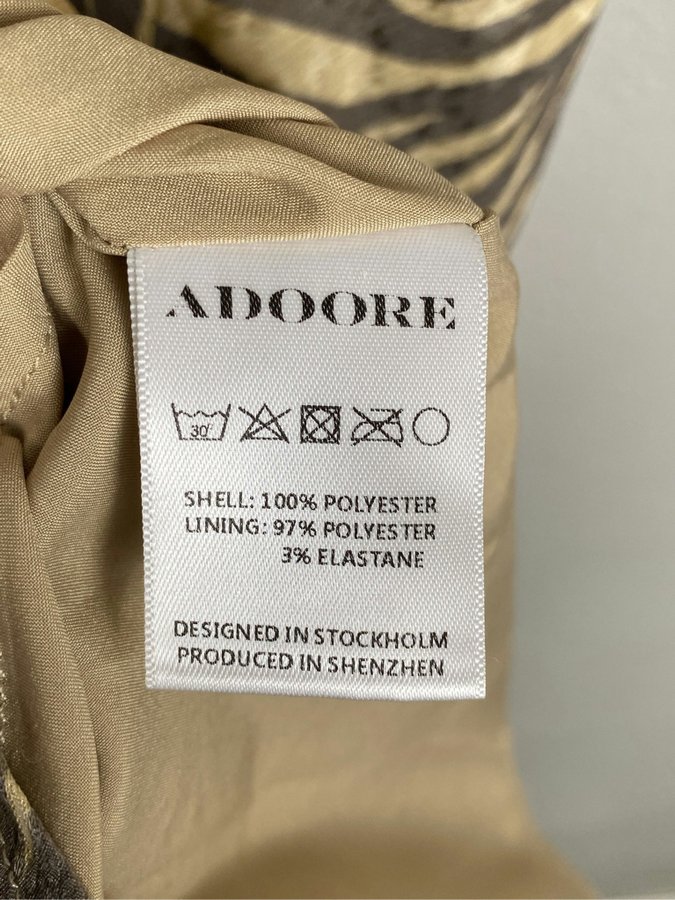 ADOORE
30°
SHELL: 100% POLYESTER
LINING: 97% POLYESTER
3% ELASTANE
DESIGNED IN STOCKHOLM
PRODUCED IN SHENZHEN